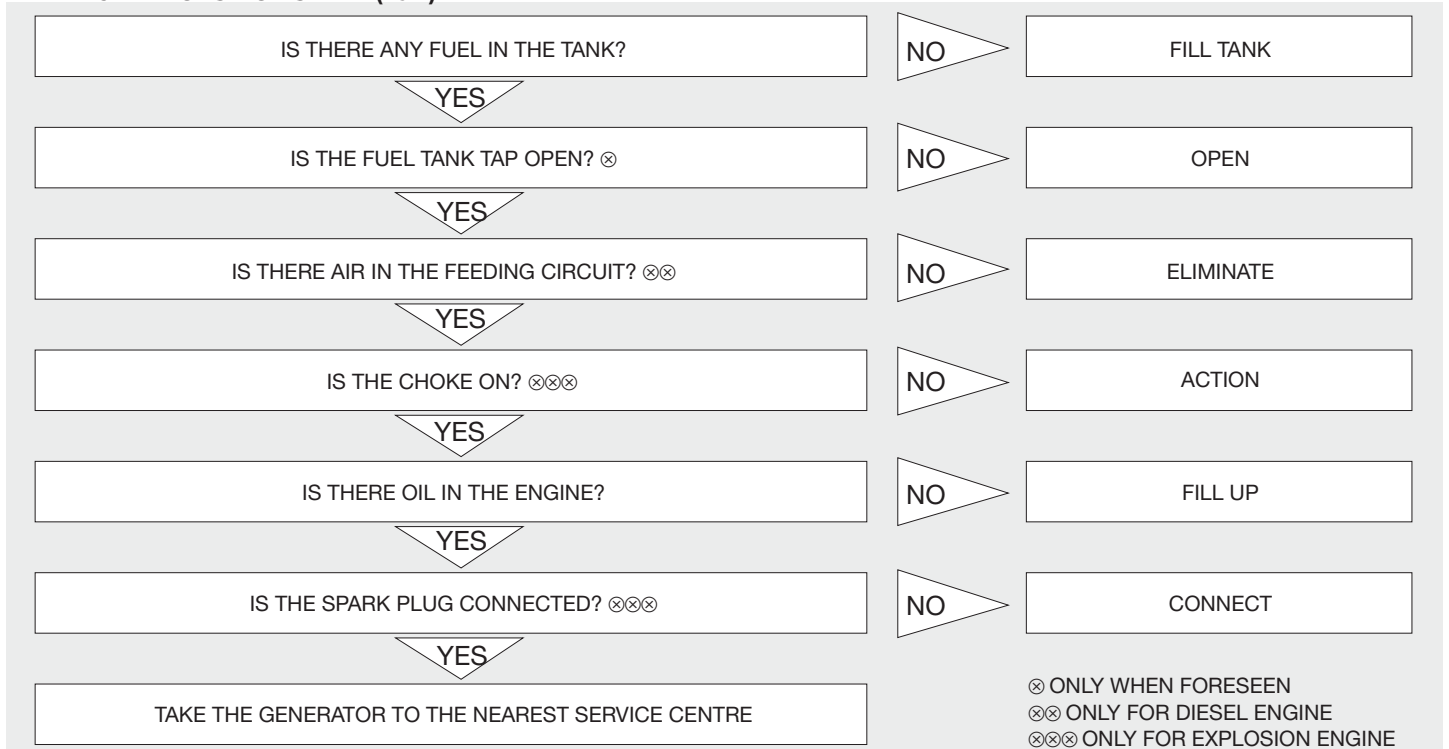 IS THERE ANY FUEL IN THE TANK?
NO
FILL TANK
YES
IS THE FUEL TANK TAP OPEN? ⊗
NO
OPEN
YES
IS THERE AIR IN THE FEEDING CIRCUIT? ⊗⊗
NO
ELIMINATE
YES
IS THE CHOKE ON? ⊗⊗⊗
NO
ACTION
YES
IS THERE OIL IN THE ENGINE?
NO
FILL UP
YES
IS THE SPARK PLUG CONNECTED? ⊗⊗⊗
NO
CONNECT
YES
TAKE THE GENERATOR TO THE NEAREST SERVICE CENTRE
⊗ ONLY WHEN FORESEEN
⊗⊗ ONLY FOR DIESEL ENGINE
⊗⊗⊗ ONLY FOR EXPLOSION ENGINE